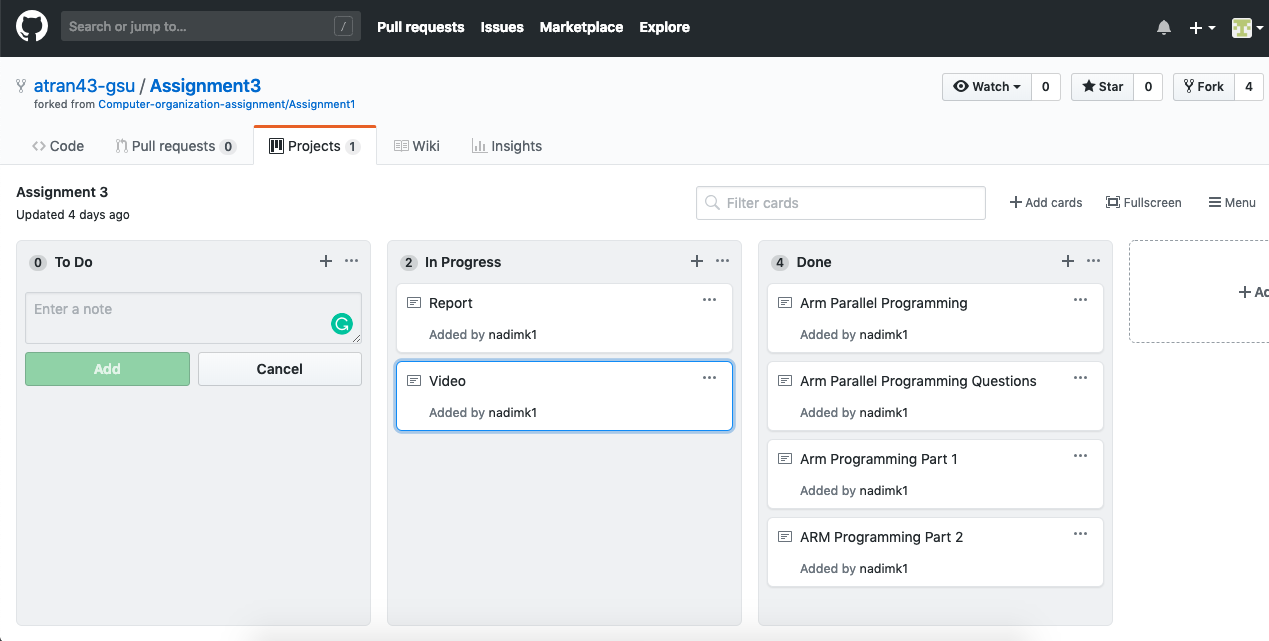 Search or jump to... /
Pull requests Issues Marketplace Explore
atran43-gsu / Assignment3
forked from Computer-organization-assignment/Assignment1
Watch 0 Star 0 Fork 4
Code Pull requests 0 Projects 1 Wiki Insights
Assignment 3
Updated 4 days ago
Filter cards
Add cards Fullscreen Menu
0 To Do
Enter a note
Add Cancel
2 In Progress
Report
Added by nadimk1
Video
Added by nadimk1
4 Done
Arm Parallel Programming
Added by nadimk1
Arm Parallel Programming Questions
Added by nadimk1
Arm Programming Part 1
Added by nadimk1
ARM Programming Part 2
Added by nadimk1